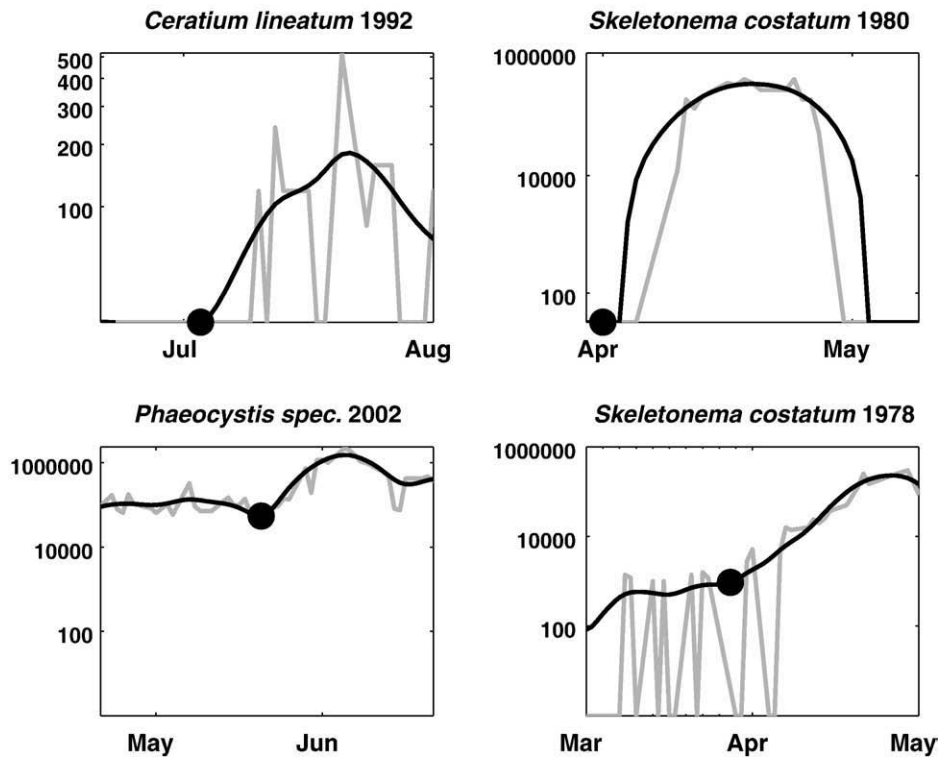 Ceratium lineatum 1992
500
400
300
200
100
Jul Aug
Skeletonema costatum 1980
1000000
10000
100
Apr May
Phaeocystis spec. 2002
1000000
10000
100
May Jun
Skeletonema costatum 1978
1000000
10000
100
Mar Apr May